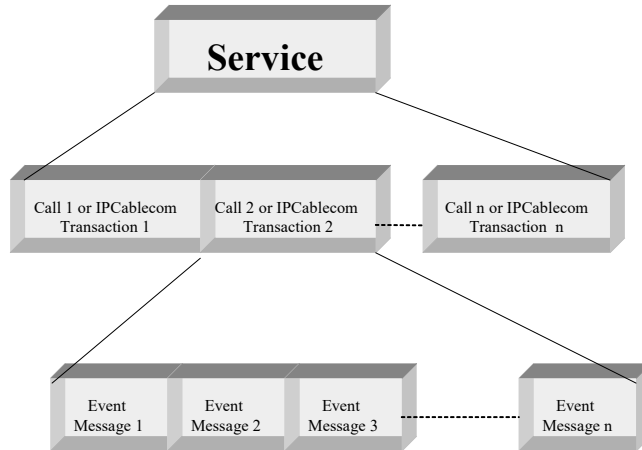 Service
Call 1 or IPCablecom
Transaction 1
Call 2 or IPCablecom
Transaction 2
Call n or IPCablecom
Transaction n
Event
Message 1
Event
Message 2
Event
Message 3
Event
Message n